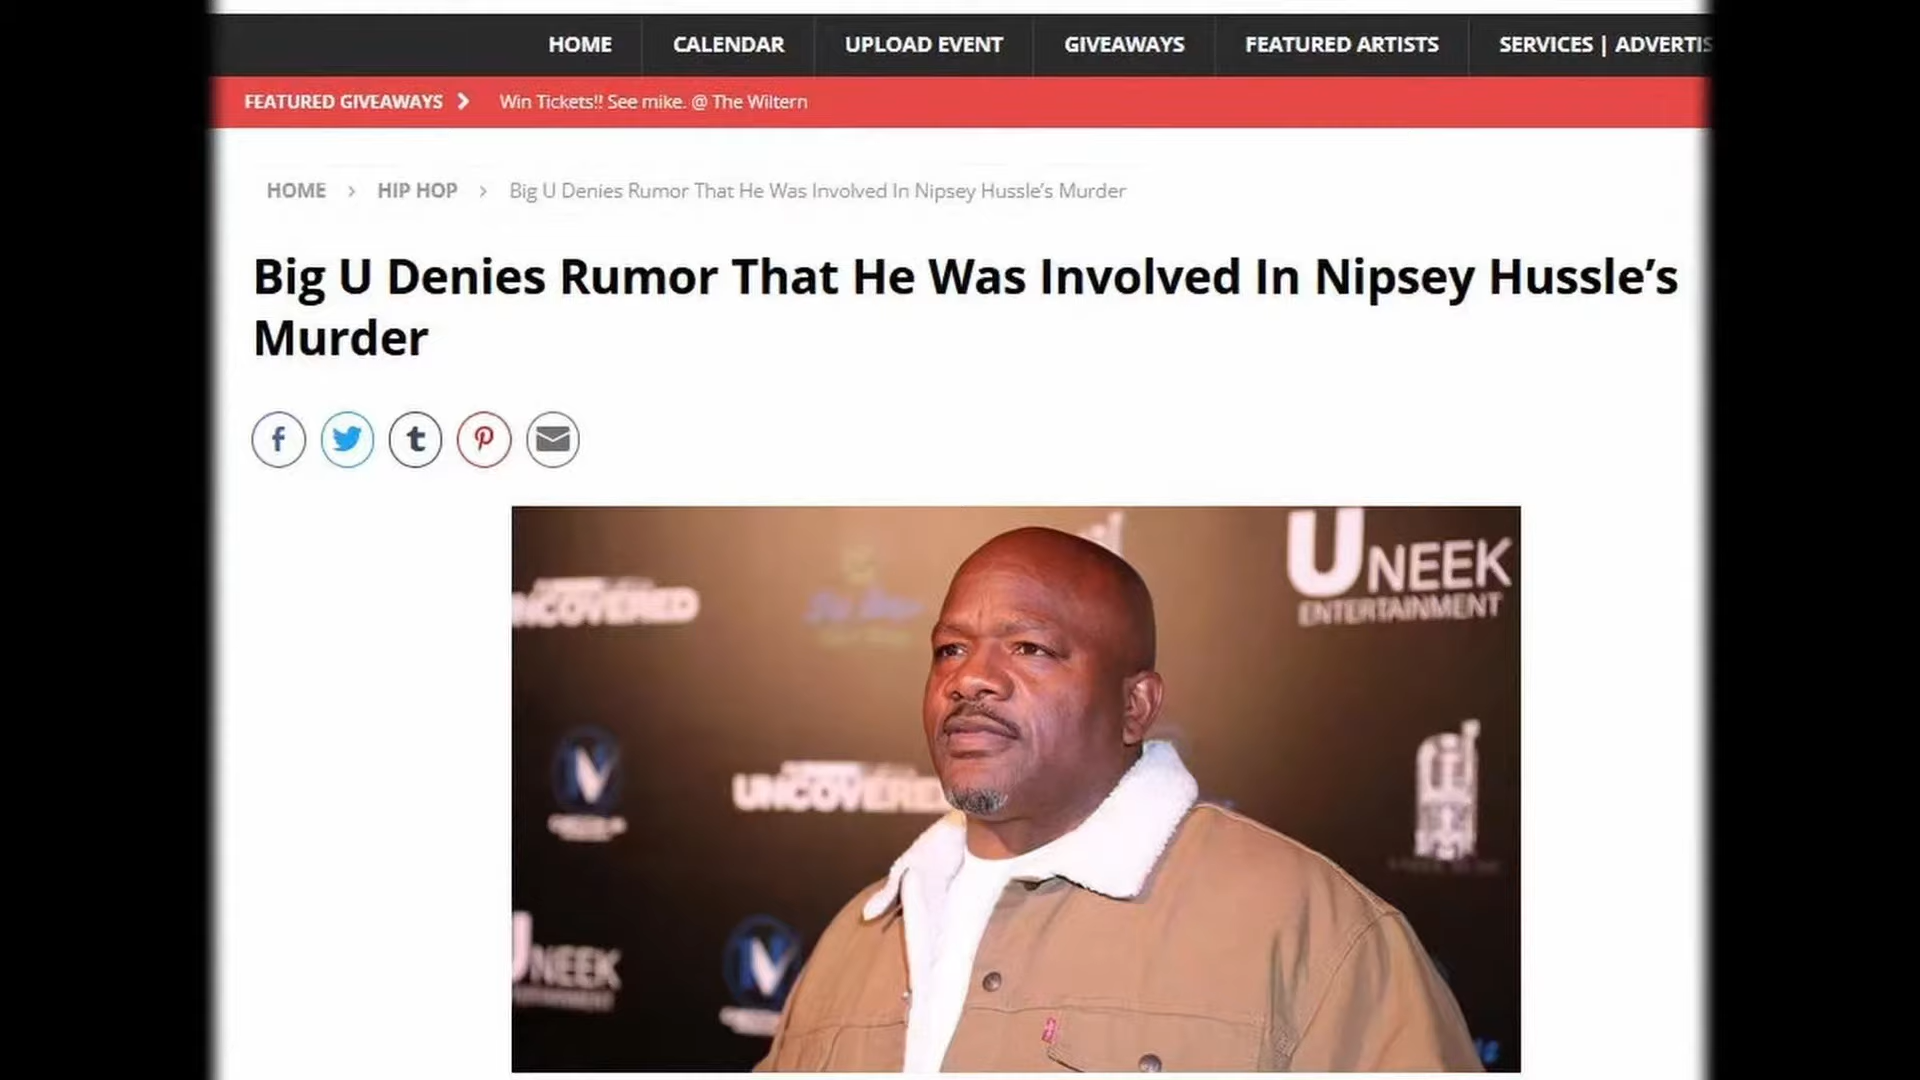 HOME CALENDAR UPLOAD EVENT GIVEAWAYS FEATURED ARTISTS SERVICES | ADVERTIS
FEATURED GIVEAWAYS Win Tickets!! See mike. @ The Wiltern
HOME > HIP HOP > Big U Denies Rumor That He Was Involved In Nipsey Hussle’s Murder
Big U Denies Rumor That He Was Involved In Nipsey Hussle’s
Murder
UNEEK
ENTERTAINMENT
UNCOVERED
UNCOVERED
UNEEK
ENTERTAINMENT